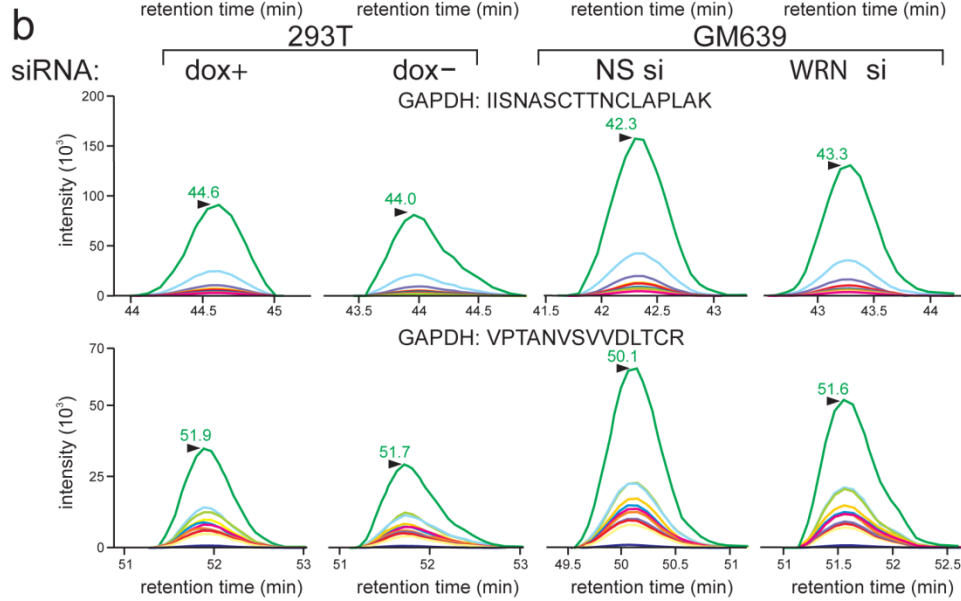 retention time (min) retention time (min) retention time (min) retention time (min)
b
293T GM639
siRNA: dox+ dox− NS si WRN si
GAPDH: IISNASCTTNCLAPLAK
intensity (10³)
200
150
100
50
0
44.6 44.0 42.3 43.3
44 44.5 45 43.5 44 44.5 41.5 42 42.5 43 43 43.5 44
GAPDH: VPTANVSVVDLTCR
intensity (10³)
70
50
25
0
51.9 51.7 50.1 51.6
51 52 53 51 52 53 49.5 50 50.5 51 51 51.5 52 52.5
retention time (min) retention time (min) retention time (min) retention time (min)